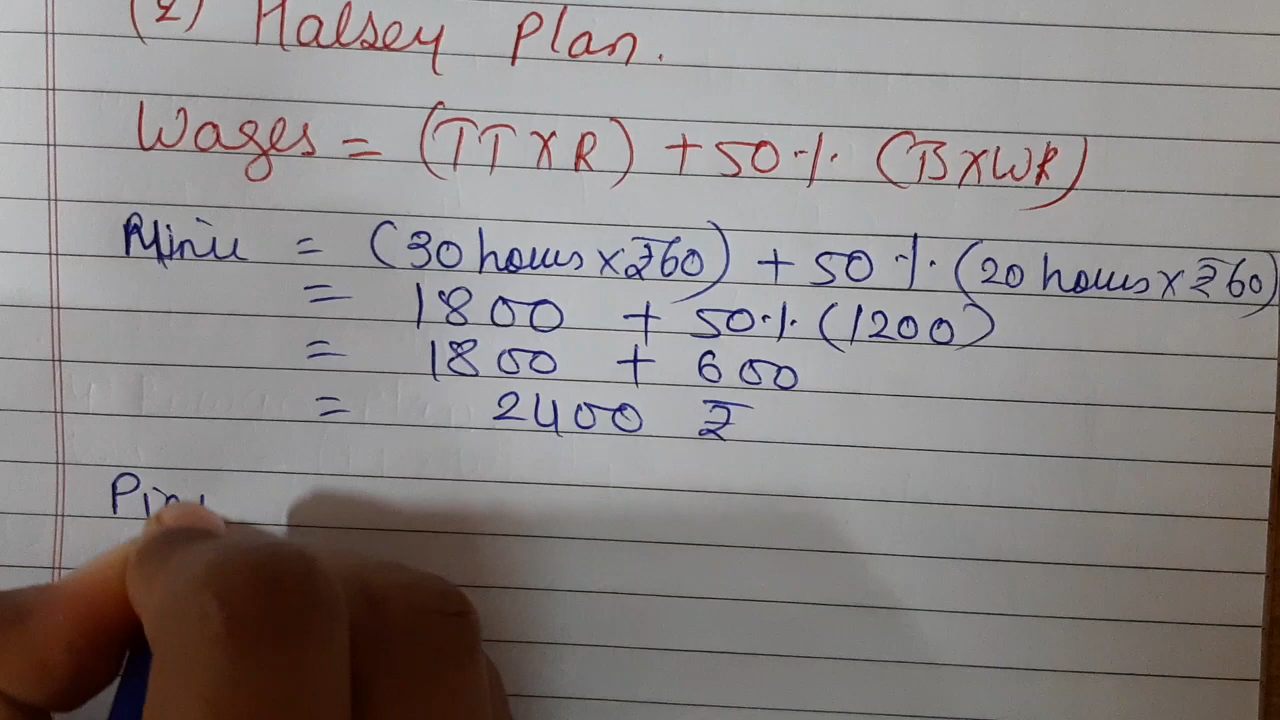 (2) Halsey Plan.
Wages = (TT X R) + 50 % (B X WR)
= (30 hours × ₹60) + 50 % (20 hours × ₹60)
= 1800 + 50 % (1200)
= 1800 + 600
= 2400 ₹